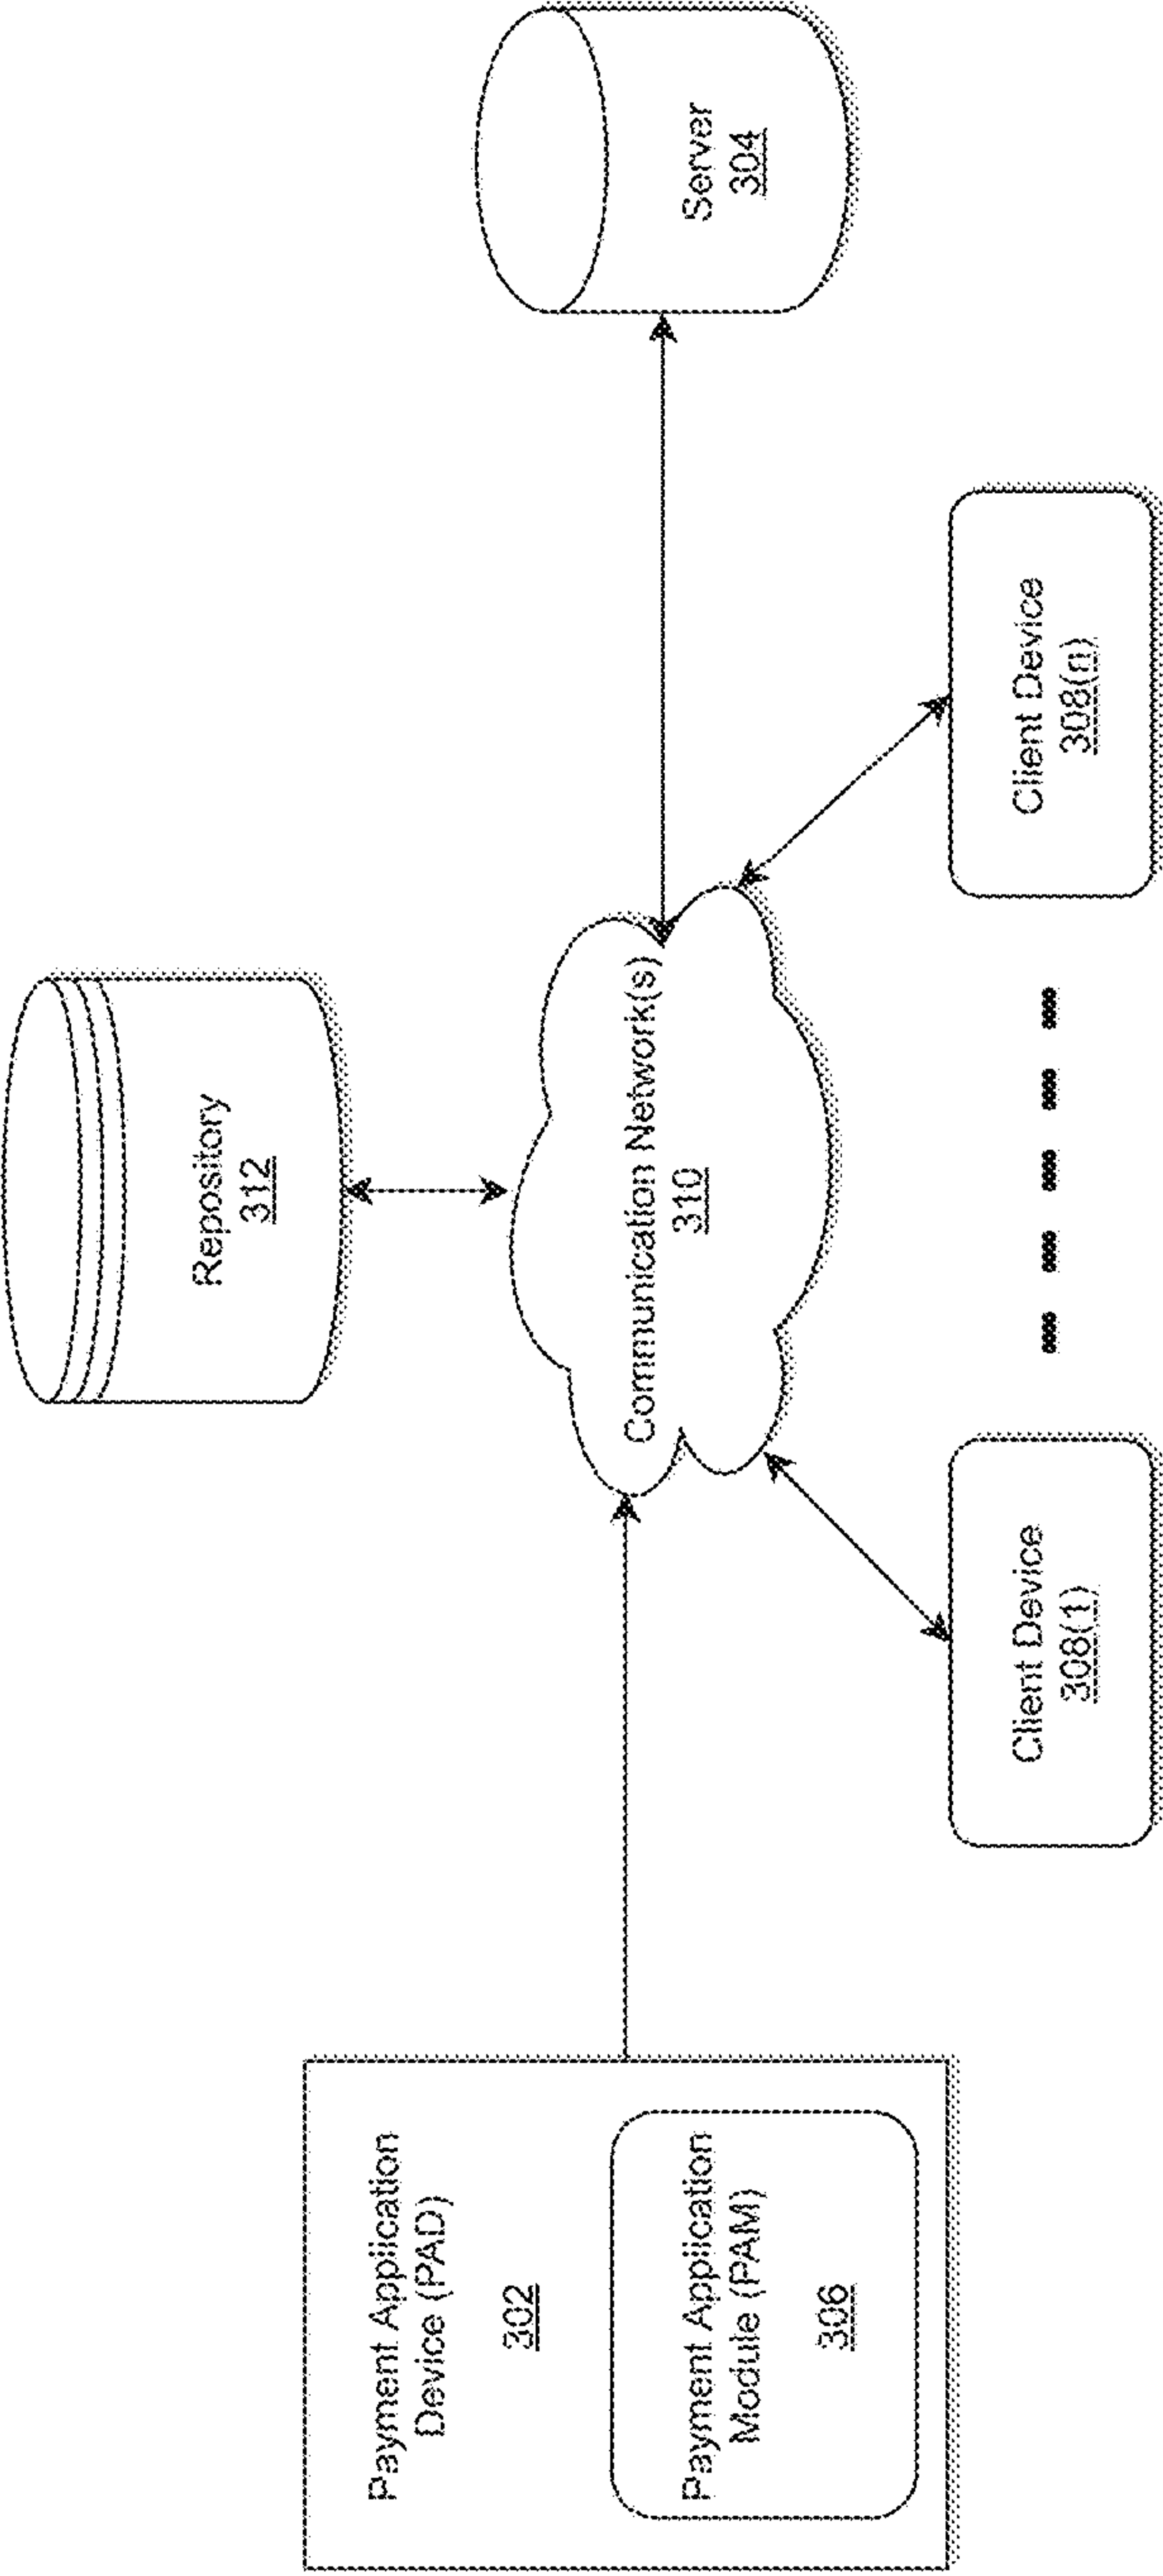 Repository
312
Server
304
Payment Application
Device (PAD)
302
Payment Application
Module (PAM)
306
Communication Network(s)
310
Client Device
308(1)
Client Device
308(n)